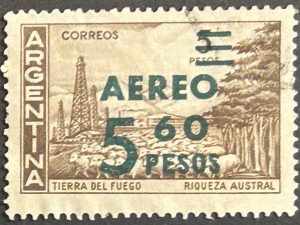 CORREOS
5
PESOS
ARGENTINA
AEREO
5 60
PESOS
TIERRA DEL FUEGO
RIQUEZA AUSTRAL